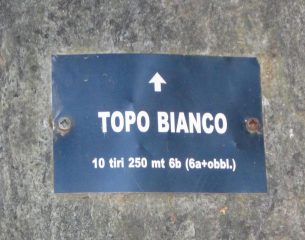 TOPO BIANCO
10 tiri 250 mt 6b (6a+obbl.)